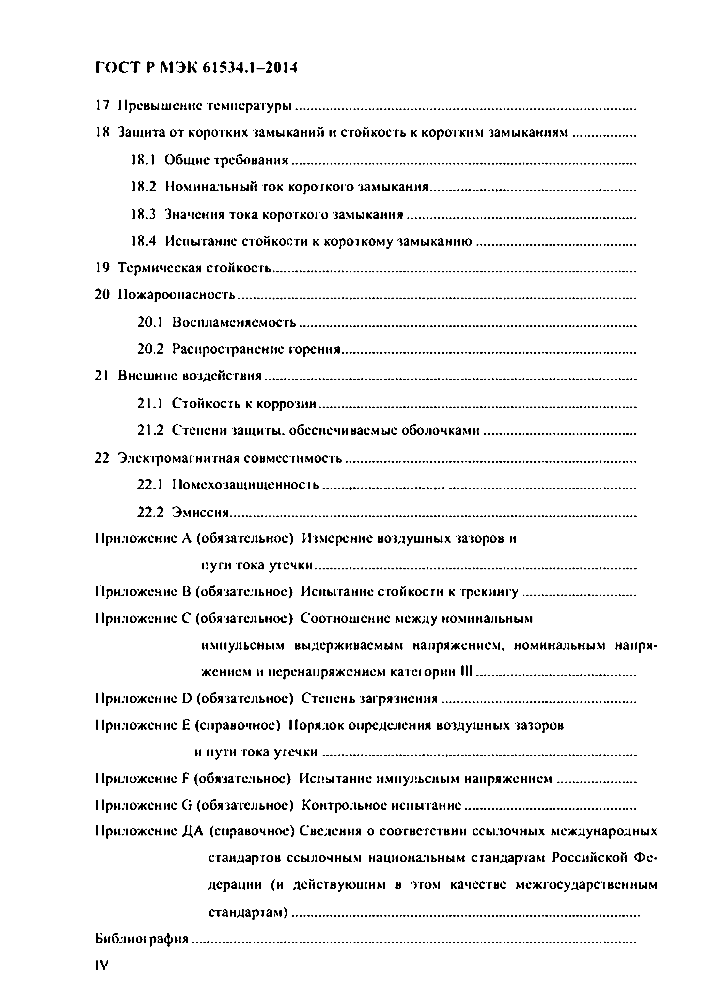 ГОСТ Р МЭК 61534.1–2014
17 Превышение температуры
18 Защита от коротких замыканий и стойкость к коротким замыканиям
18.1 Общие требования
18.2 Номинальный ток короткого замыкания
18.3 Значения тока короткого замыкания
18.4 Испытание стойкости к короткому замыканию
19 Термическая стойкость
20 Пожароопасность
20.1 Воспламеняемость
20.2 Распространение горения
21 Внешние воздействия
21.1 Стойкость к коррозии
21.2 Степени защиты, обеспечиваемые оболочками
22 Электромагнитная совместимость
22.1 Помехозащищенность
22.2 Эмиссия
Приложение А (обязательное) Измерение воздушных зазоров и
пути тока утечки
Приложение В (обязательное) Испытание стойкости к трекингу
Приложение С (обязательное) Соотношение между номинальным
импульсным выдерживаемым напряжением, номинальным напря-
жением и перенапряжением категории III
Приложение D (обязательное) Степень загрязнения
Приложение Е (справочное) Порядок определения воздушных зазоров
и пути тока утечки
Приложение F (обязательное) Испытание импульсным напряжением
Приложение G (обязательное) Контрольное испытание
Приложение ДА (справочное) Сведения о соответствии ссылочных международных
стандартов ссылочным национальным стандартам Российской Фе-
дерации (и действующим в этом качестве межгосударственным
стандартам)
Библиография
IV